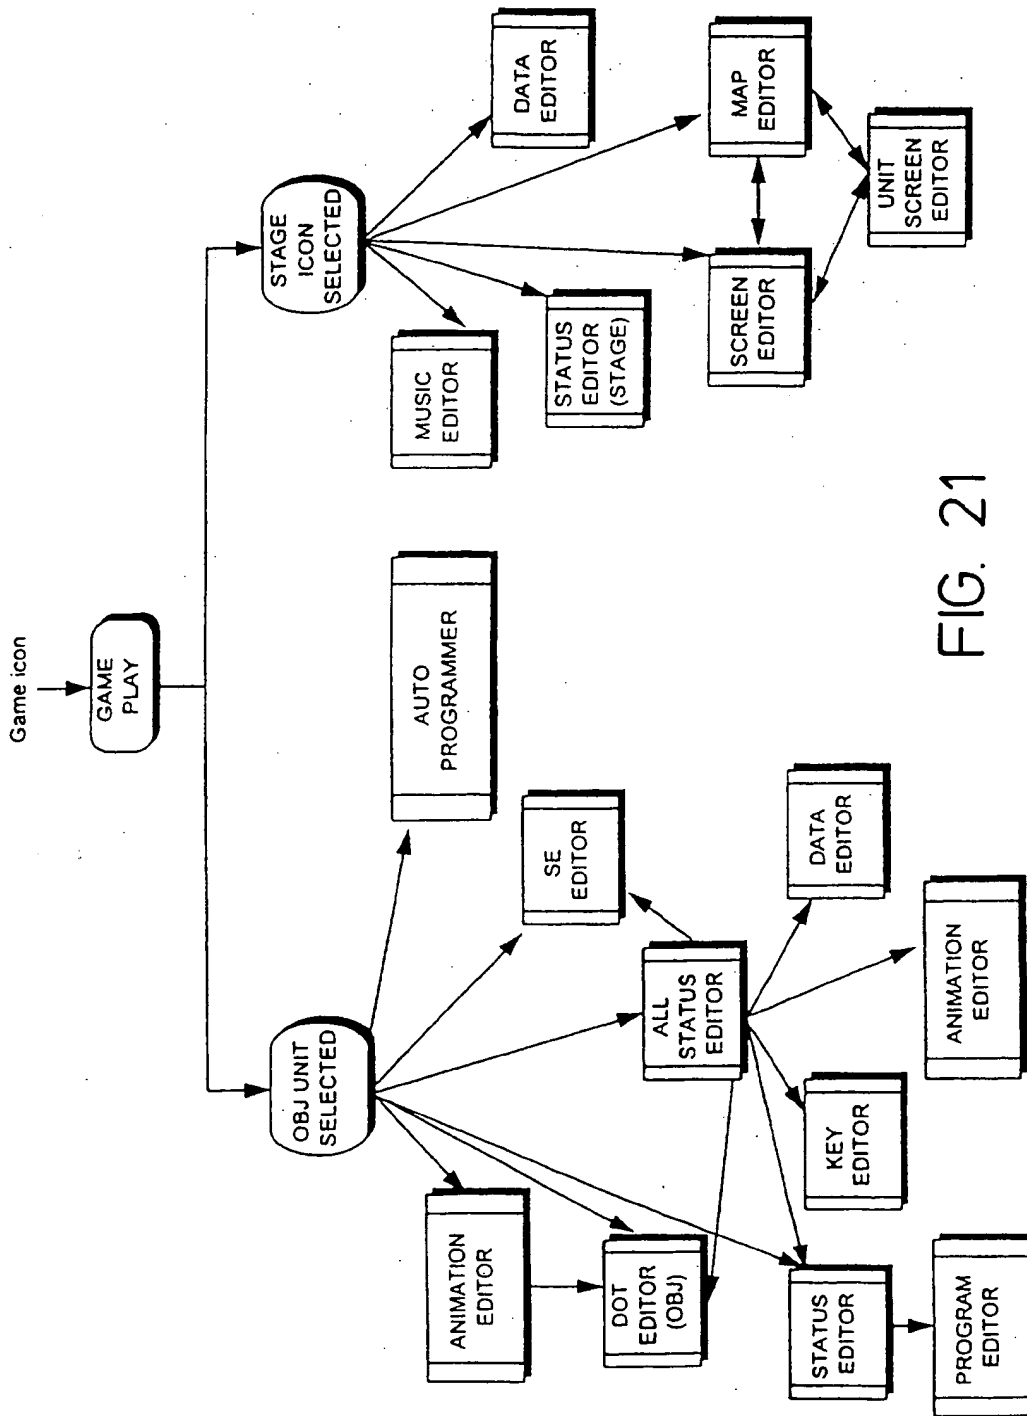 Game icon
GAME
PLAY
OBJ UNIT
SELECTED
STAGE
ICON
SELECTED
ANIMATION
EDITOR
DOT
EDITOR
(OBJ)
STATUS
EDITOR
PROGRAM
EDITOR
ALL
STATUS
EDITOR
KEY
EDITOR
ANIMATION
EDITOR
DATA
EDITOR
SE
EDITOR
AUTO
PROGRAMMER
MUSIC
EDITOR
STATUS
EDITOR
(STAGE)
SCREEN
EDITOR
MAP
EDITOR
UNIT
SCREEN
EDITOR
DATA
EDITOR
FIG. 21